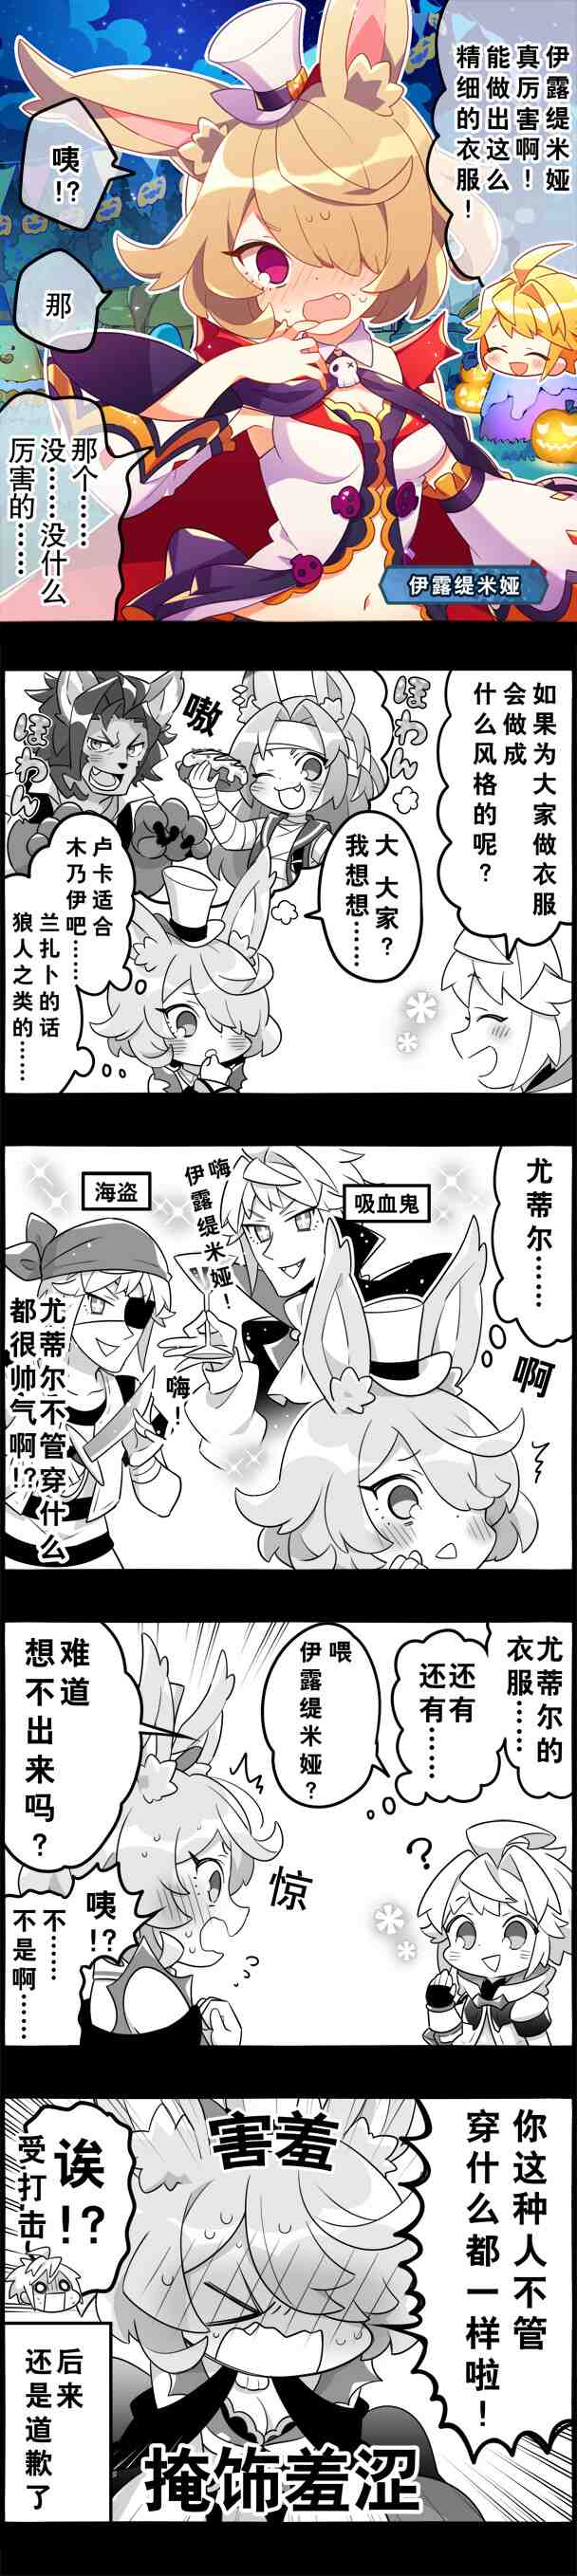 伊露缇米娅
真厉害啊！
能做出这么
精细的衣服！
咦
!?
那
那个……
没……没什么
厉害的……
伊露缇米娅
如果为大家做衣服
会做成
什么风格的呢？
大 大家？
我想想……
ほわん
嗷
ほわん
卢卡适合
木乃伊吧……
兰扎卜的话
狼人之类的……
尤蒂尔……
吸血鬼
嗨
伊露缇米娅！
海盗
嗨！
啊
尤蒂尔不管穿什么
都很帅气啊!?
尤蒂尔的
衣服……
还有
还有……
喂
伊露缇米娅？
?
惊
难道
想不出来吗？
咦
!?
不……
不是啊……
你这种人不管
穿什么都一样啦！
害羞
掩饰羞涩
诶
!?
受打击
后来
还是道歉了